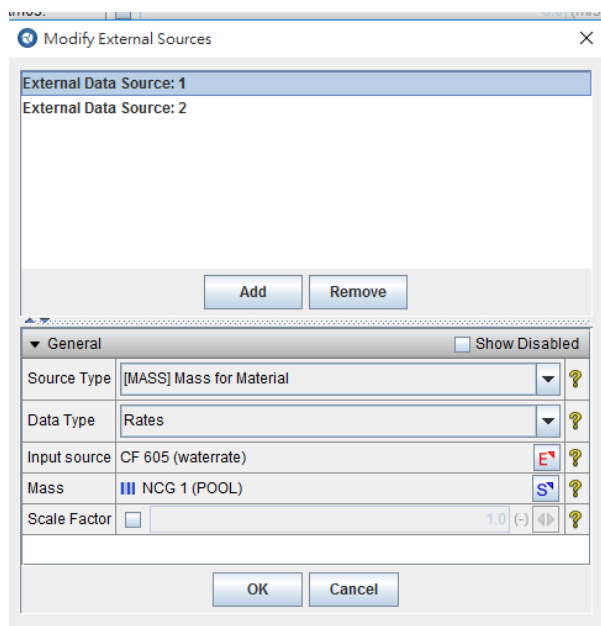 Modify External Sources
External Data Source: 1
External Data Source: 2
Add Remove
General Show Disabled
Source Type [MASS] Mass for Material
Data Type Rates
Input source CF 605 (waterrate) E
Mass NCG 1 (POOL) S
Scale Factor 1.0 (-)
OK Cancel